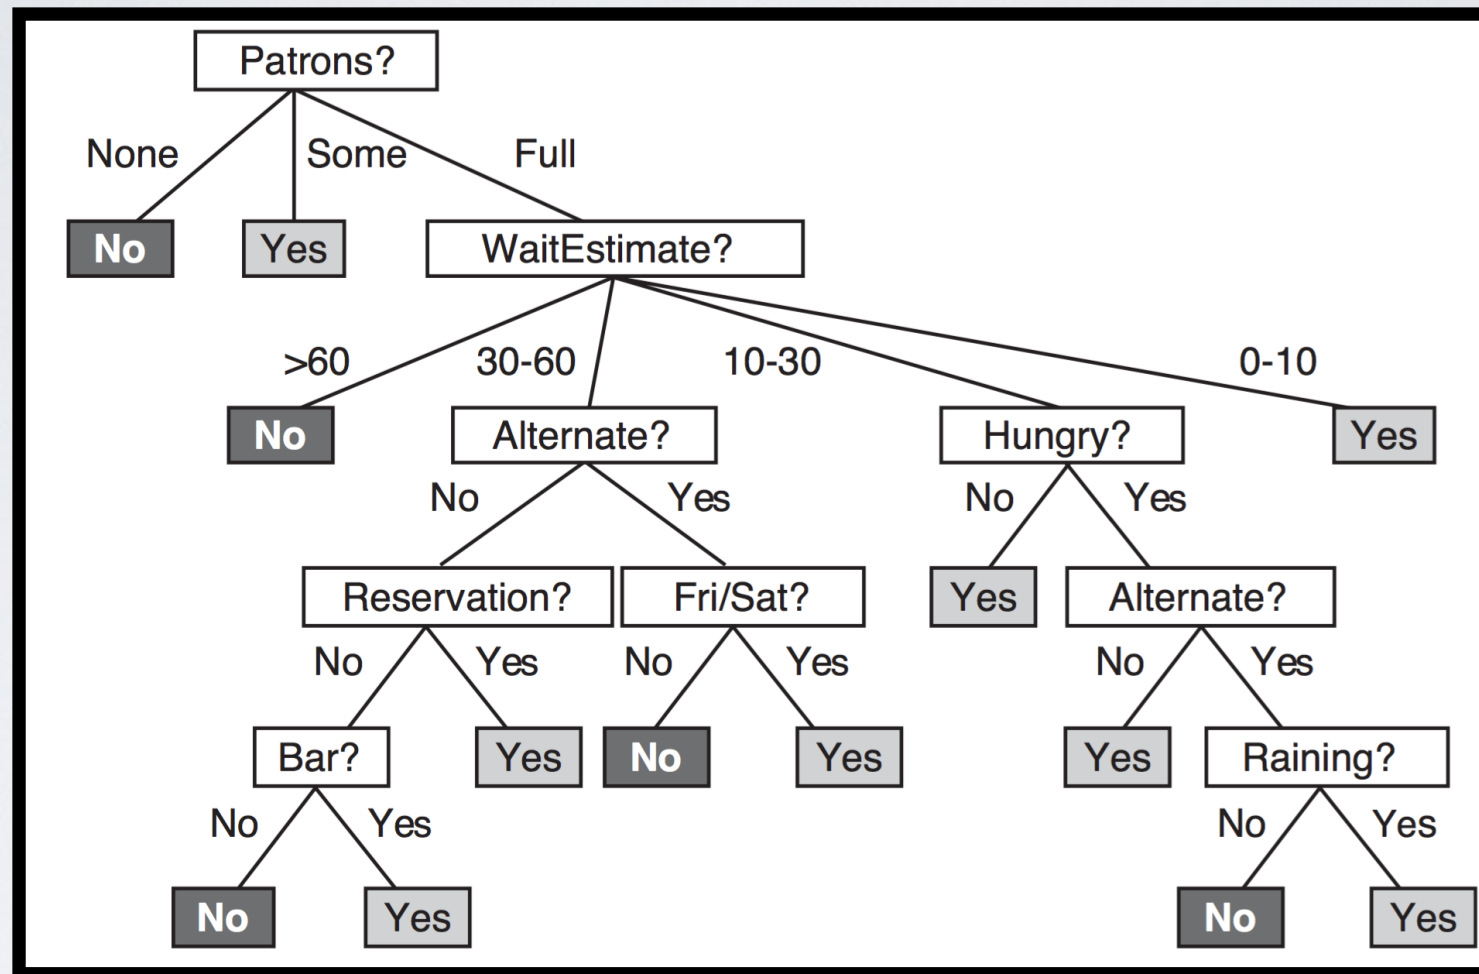 Patrons?
None Some Full
No Yes WaitEstimate?
>60 30-60 10-30 0-10
No Alternate? Hungry? Yes
No Yes No Yes
Reservation? Fri/Sat? Yes Alternate?
No Yes No Yes No Yes
Bar? Yes No Yes Yes Raining?
No Yes No Yes
No Yes No Yes